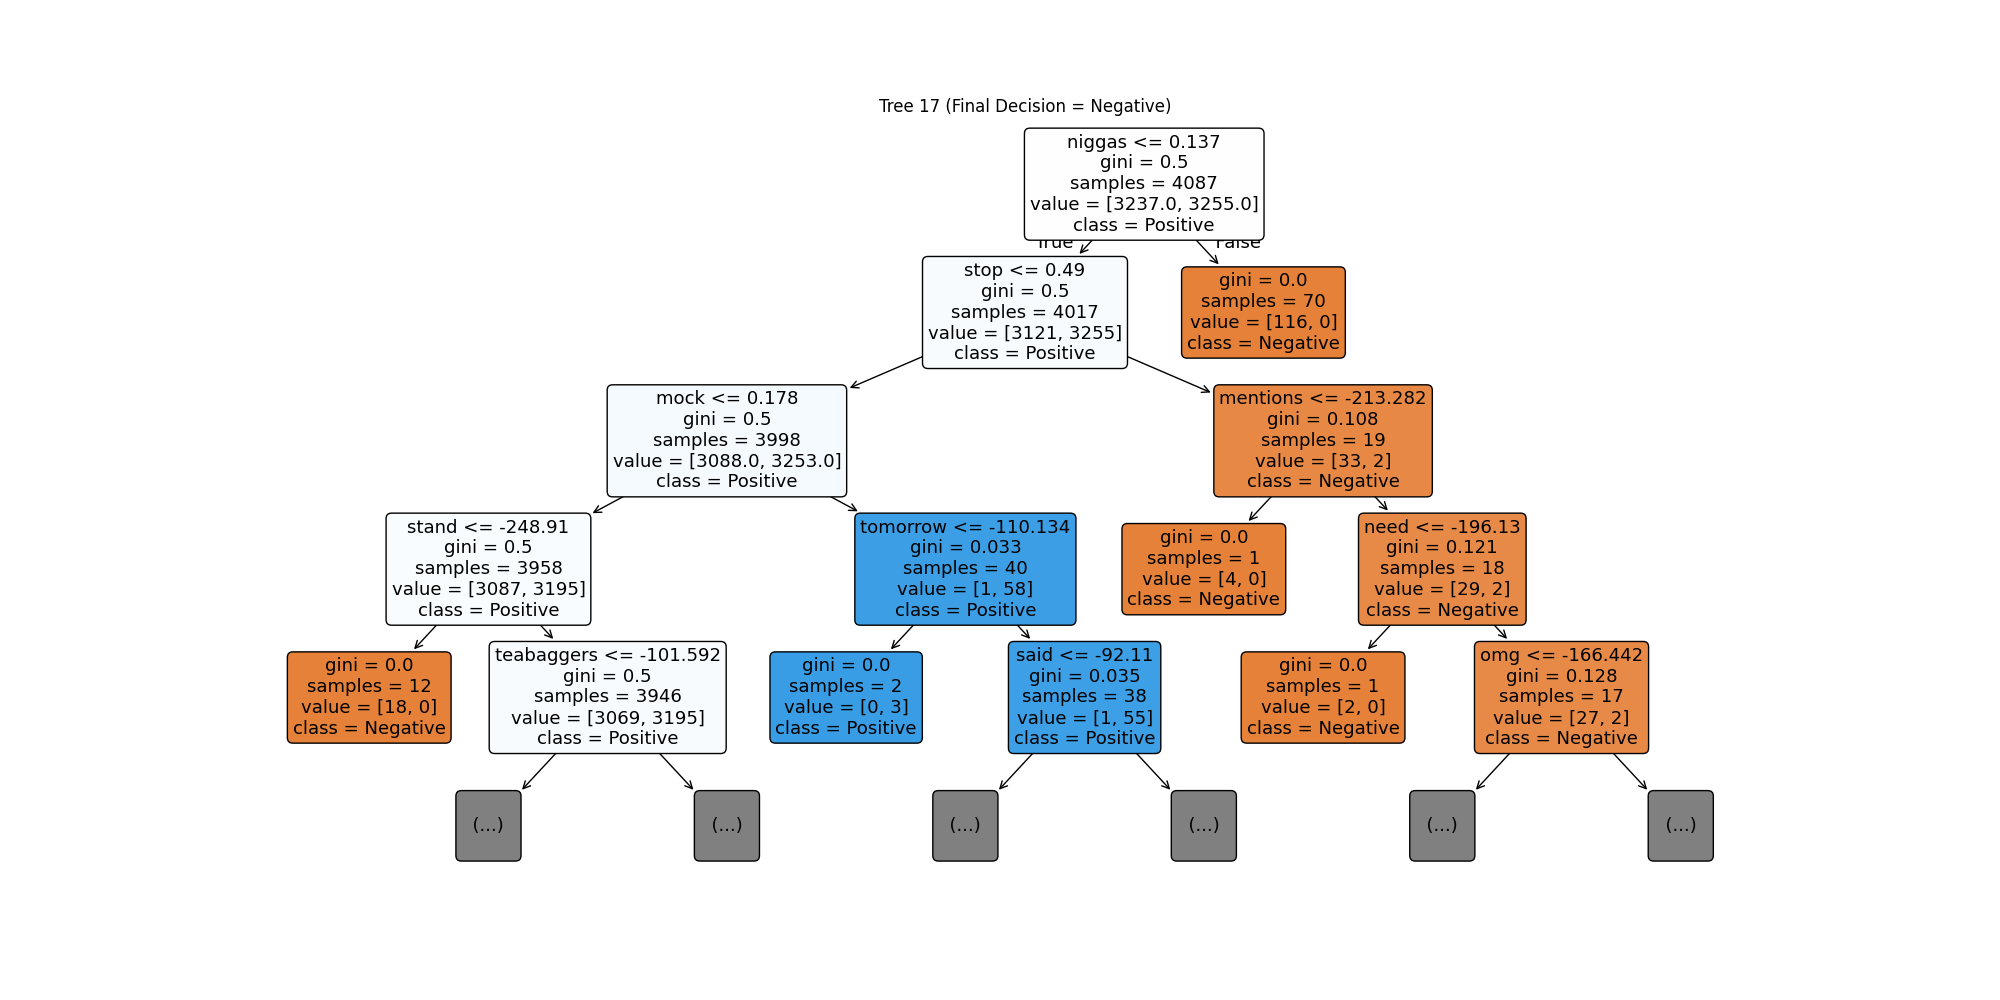 Tree 17 (Final Decision = Negative)
niggas <= 0.137
gini = 0.5
samples = 4087
value = [3237.0, 3255.0]
class = Positive
True
False
stop <= 0.49
gini = 0.5
samples = 4017
value = [3121, 3255]
class = Positive
gini = 0.0
samples = 70
value = [116, 0]
class = Negative
mock <= 0.178
gini = 0.5
samples = 3998
value = [3088.0, 3253.0]
class = Positive
mentions <= -213.282
gini = 0.108
samples = 19
value = [33, 2]
class = Negative
stand <= -248.91
gini = 0.5
samples = 3958
value = [3087, 3195]
class = Positive
tomorrow <= -110.134
gini = 0.033
samples = 40
value = [1, 58]
class = Positive
gini = 0.0
samples = 1
value = [4, 0]
class = Negative
need <= -196.13
gini = 0.121
samples = 18
value = [29, 2]
class = Negative
gini = 0.0
samples = 12
value = [18, 0]
class = Negative
teabaggers <= -101.592
gini = 0.5
samples = 3946
value = [3069, 3195]
class = Positive
gini = 0.0
samples = 2
value = [0, 3]
class = Positive
said <= -92.11
gini = 0.035
samples = 38
value = [1, 55]
class = Positive
gini = 0.0
samples = 1
value = [2, 0]
class = Negative
omg <= -166.442
gini = 0.128
samples = 17
value = [27, 2]
class = Negative
(...)
(...)
(...)
(...)
(...)
(...)